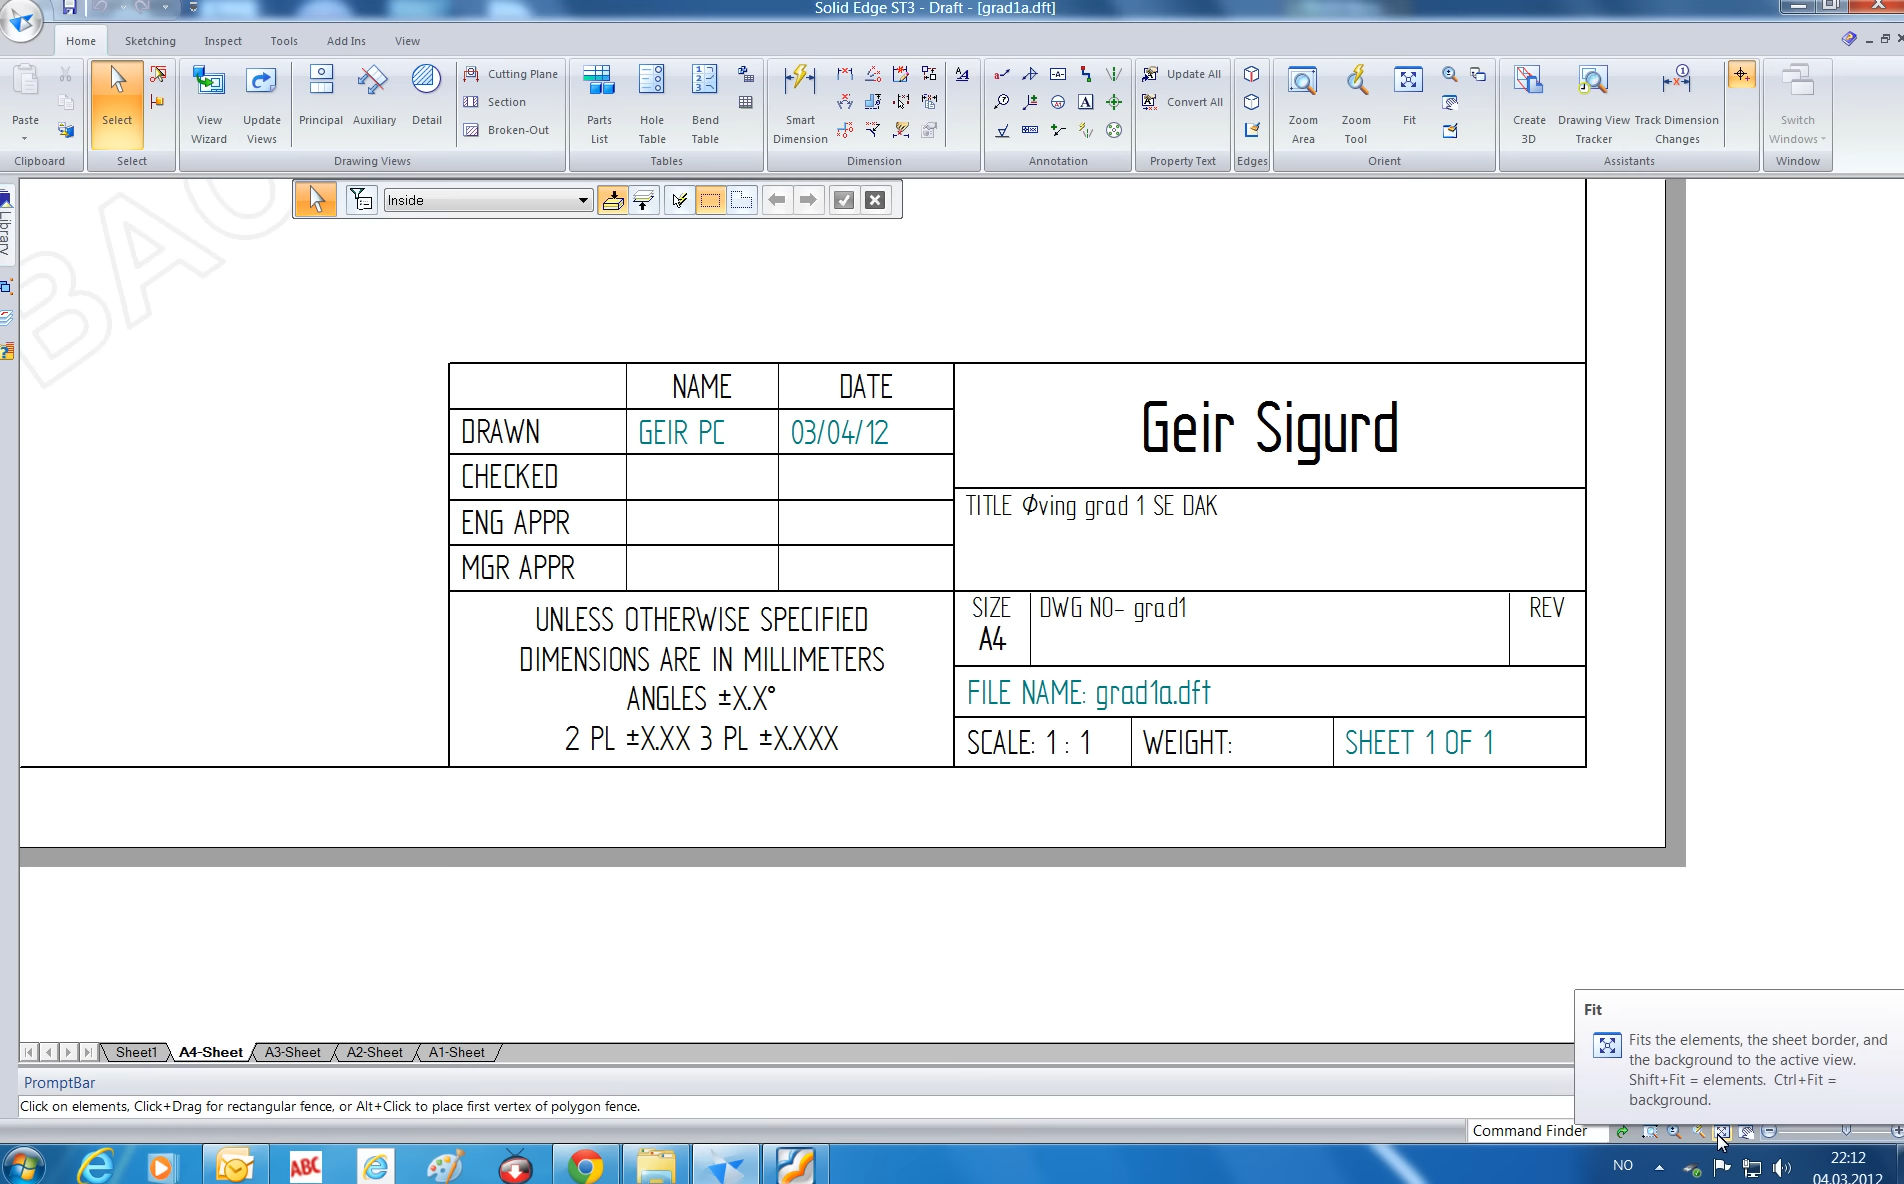 Solid Edge ST3 - Draft - [grad1a.dft]
Home Sketching Inspect Tools Add Ins View
Paste
Clipboard
Select
Select
View Wizard
Update Views
Principal
Auxiliary
Detail
Cutting Plane
Section
Broken-Out
Drawing Views
Parts List
Hole Table
Bend Table
Tables
Smart Dimension
Dimension
Annotation
Update All
Convert All
Property Text
Edges
Zoom Area
Zoom Tool
Fit
Orient
Create 3D
Drawing View Tracker
Track Dimension Changes
Assistants
Switch Windows
Window
Library
Inside
BAC
NAME DATE
DRAWN GEIR PC 03/04/12
CHECKED
ENG APPR
MGR APPR
UNLESS OTHERWISE SPECIFIED
DIMENSIONS ARE IN MILLIMETERS
ANGLES ±X.X°
2 PL ±X.XX 3 PL ±X.XXX
Geir Sigurd
TITLE Øving grad 1 SE DAK
SIZE
A4
DWG NO- grad1
REV
FILE NAME: grad1a.dft
SCALE: 1 : 1 WEIGHT: SHEET 1 OF 1
Fit
Fits the elements, the sheet border, and
the background to the active view.
Shift+Fit = elements. Ctrl+Fit =
background.
Sheet1 A4-Sheet A3-Sheet A2-Sheet A1-Sheet
PromptBar
Click on elements, Click+Drag for rectangular fence, or Alt+Click to place first vertex of polygon fence.
Command Finder
ABC
NO
22:12
04.03.2012